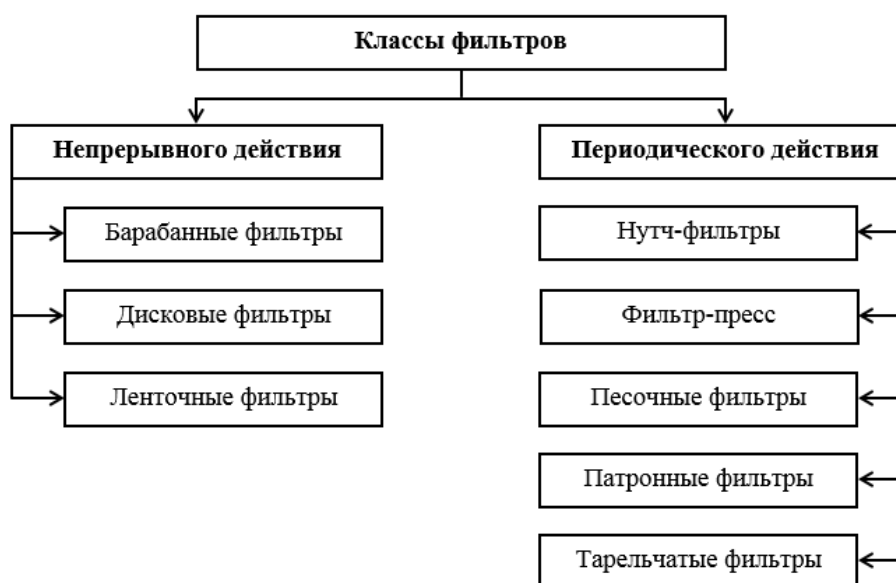 Классы фильтров
Непрерывного действия
Барабанные фильтры
Дисковые фильтры
Ленточные фильтры
Периодического действия
Нутч-фильтры
Фильтр-пресс
Песочные фильтры
Патронные фильтры
Тарельчатые фильтры